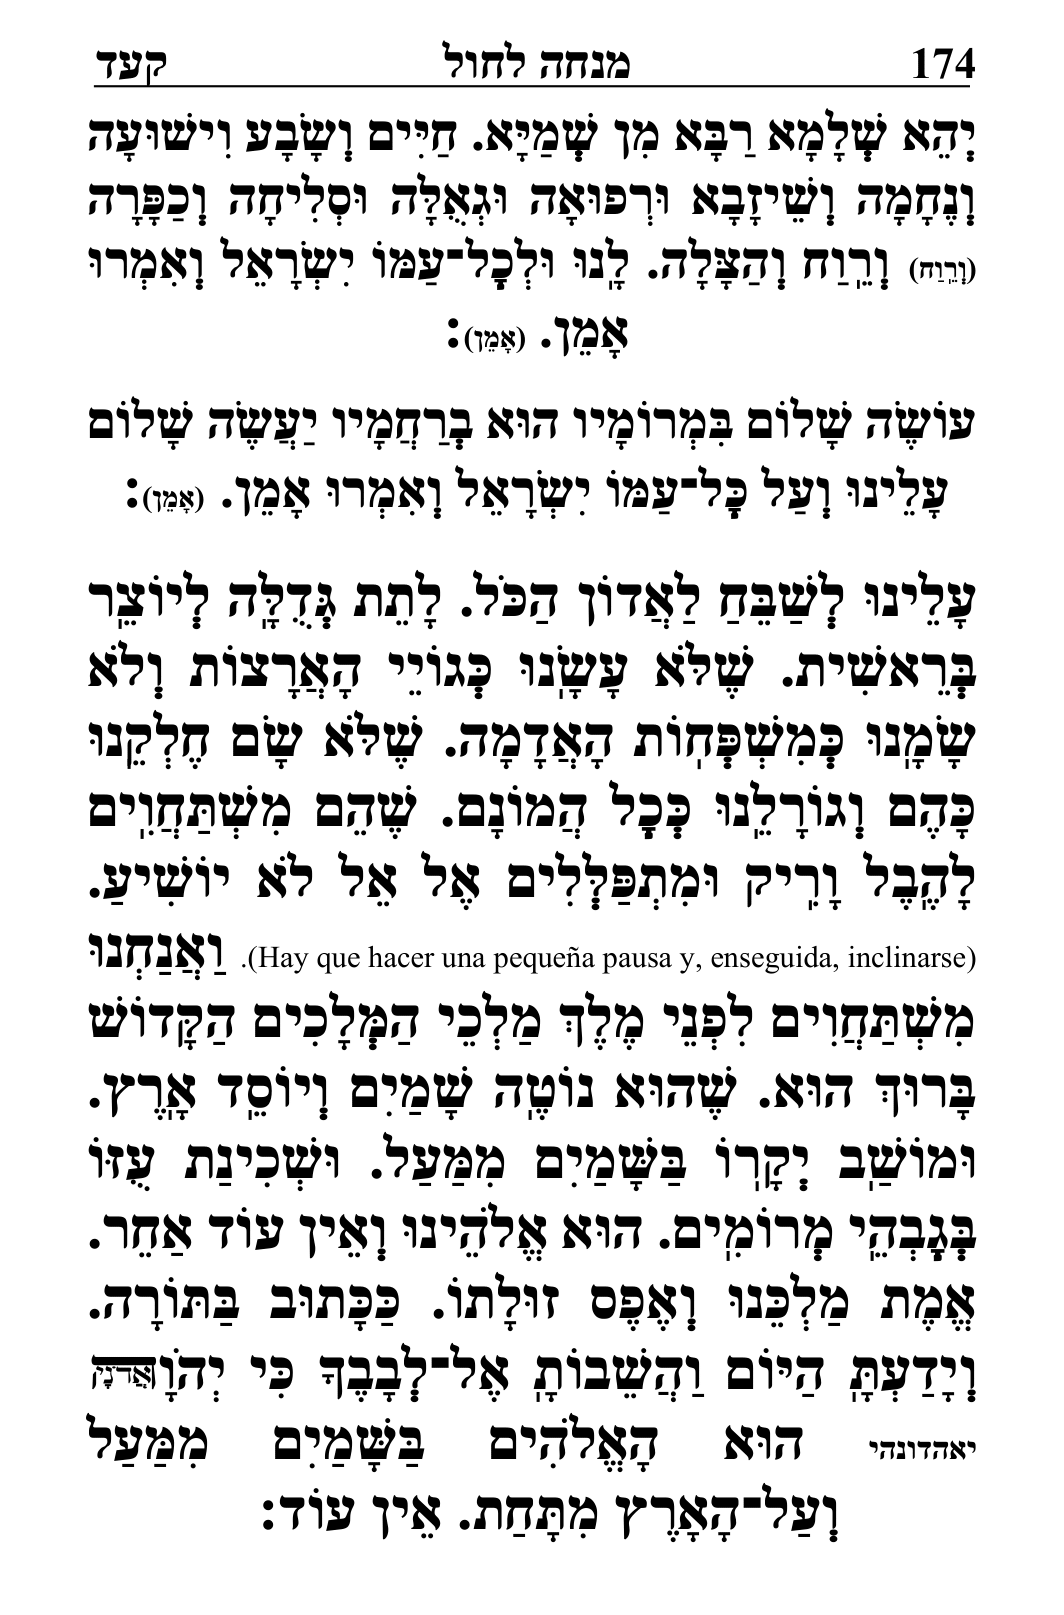 174 מנחה לחול קעד
יְהֵא שְׁלָמָא רַבָּא מִן שְׁמַיָּא. חַיִּים וְשָׂבָע וִישׁוּעָה
וְנֶחָמָה וְשֵׁיזָבָא וּרְפוּאָה וּגְאֻלָּה וּסְלִיחָה וְכַפָּרָה
(וְרֵֽוַח) וְרֵֽוַח וְהַצָּלָה. לָֽנוּ וּלְכָל־עַמּוֹ יִשְׂרָאֵל וְאִמְרוּ
אָמֵן. (אָמֵן):
עוֹשֶׂה שָׁלוֹם בִּמְרוֹמָיו הוּא בְרַחֲמָיו יַעֲשֶׂה שָׁלוֹם
עָלֵינוּ וְעַל כָּל־עַמּוֹ יִשְׂרָאֵל וְאִמְרוּ אָמֵן. (אָמֵן):
עָלֵינוּ לְשַׁבֵּחַ לַאֲדוֹן הַכֹּל. לָתֵת גְּדֻלָּֽה לְיוֹצֵֽר
בְּרֵאשִׁית. שֶׁלֹּא עָשָֽׂנוּ כְּגוֹיֵי הָאֲרָצוֹת וְלֹא
שָׂמָֽנוּ כְּמִשְׁפְּחֽוֹת הָאֲדָמָה. שֶׁלֹּא שָׂם חֶלְקֵֽנוּ
כָּהֶם וְגוֹרָלֵֽנוּ כְּכָל הֲמוֹנָם. שֶׁהֵם מִשְׁתַּחֲוִֽים
לָהֶֽבֶל וָרִֽיק וּמִתְפַּלְּלִים אֶל אֵל לֹא יוֹשִׁיעַ.
(Hay que hacer una pequeña pausa y, enseguida, inclinarse). וַאֲנַחְנוּ
מִשְׁתַּחֲוִים לִפְנֵי מֶלֶךְ מַלְכֵי הַמְּלָכִים הַקָּדוֹשׁ
בָּרוּךְ הוּא. שֶׁהוּא נוֹטֶֽה שָׁמַיִם וְיוֹסֵֽד אָֽרֶץ.
וּמוֹשַֽׁב יְקָרֽוֹ בַּשָּׁמַיִם מִמַּעַל. וּשְׁכִינַת עֻזּוֹ
בְּגָבְהֵֽי מְרוֹמִֽים. הוּא אֱלֹהֵינוּ וְאֵין עוֹד אַחֵר.
אֱמֶת מַלְכֵּנוּ וְאֶפֶס זוּלָתוֹ. כַּכָּתוּב בַּתּוֹרָה.
וְיָדַעְתָּֽ הַיּוֹם וַהֲשֵׁבוֹתָֽ אֶל־לְבָבֶךָ כִּי יְהֹוָהאֲדֹנָי
יאהדונהי הוּא הָאֱלֹהִים בַּשָּׁמַיִם מִמַּעַל
וְעַל־הָאָרֶץ מִתָּחַת. אֵין עוֹד: